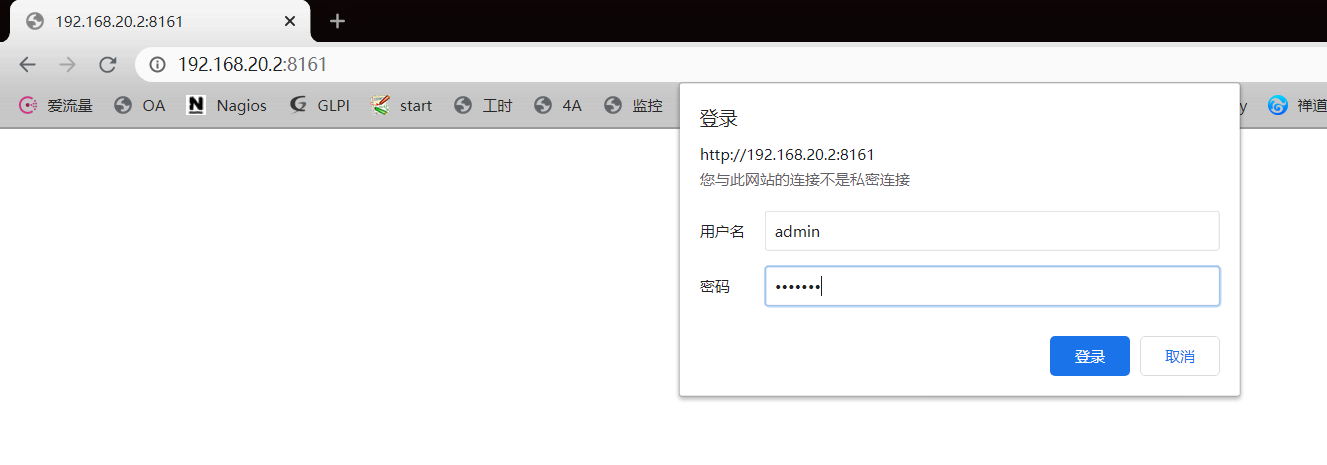 192.168.20.2:8161
192.168.20.2:8161
爱流量 OA Nagios GLPI start 工时 4A 监控 y 禅道
登录
http://192.168.20.2:8161
您与此网站的连接不是私密连接
用户名 admin
密码 •••••••
登录 取消